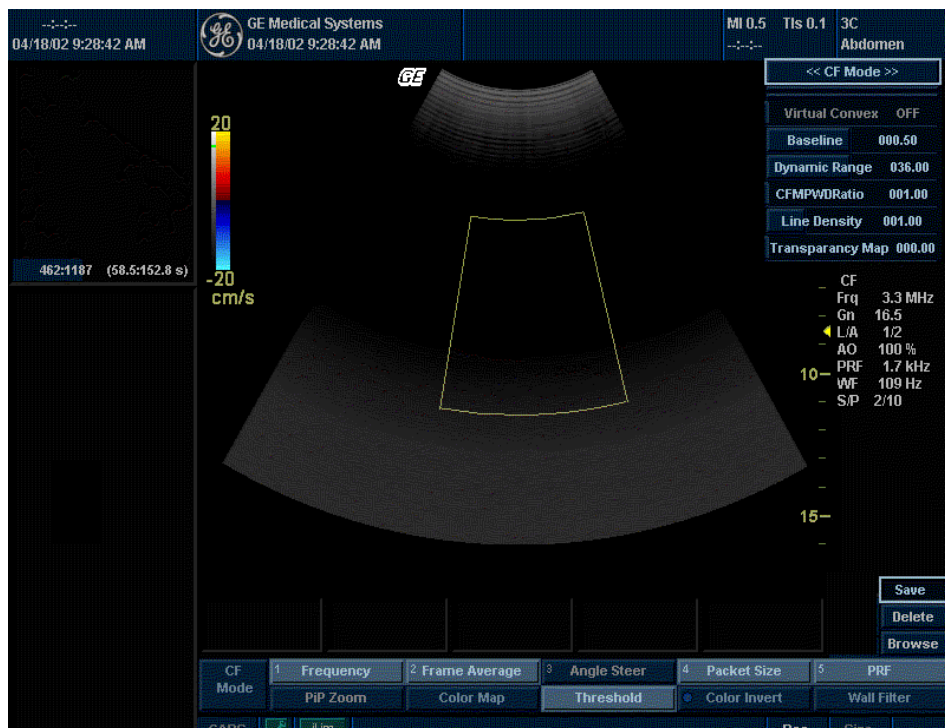 --:--:--
04/18/02 9:28:42 AM
GE Medical Systems
04/18/02 9:28:42 AM
MI 0.5 TIs 0.1
--:--:--
3C
Abdomen
GE
<< CF Mode >>
Virtual Convex OFF
Baseline 000.50
Dynamic Range 036.00
CFMPWDRatio 001.00
Line Density 001.00
Transparancy Map 000.00
20
-20
cm/s
462:1187 (58.5:152.8 s)
CF
Frq 3.3 MHz
Gn 16.5
L/A 1/2
AO 100 %
PRF 1.7 kHz
WF 109 Hz
S/P 2/10
10
15
Save
Delete
Browse
CF Mode
1 Frequency
2 Frame Average
3 Angle Steer
4 Packet Size
5 PRF
PiP Zoom
Color Map
Threshold
Color Invert
Wall Filter